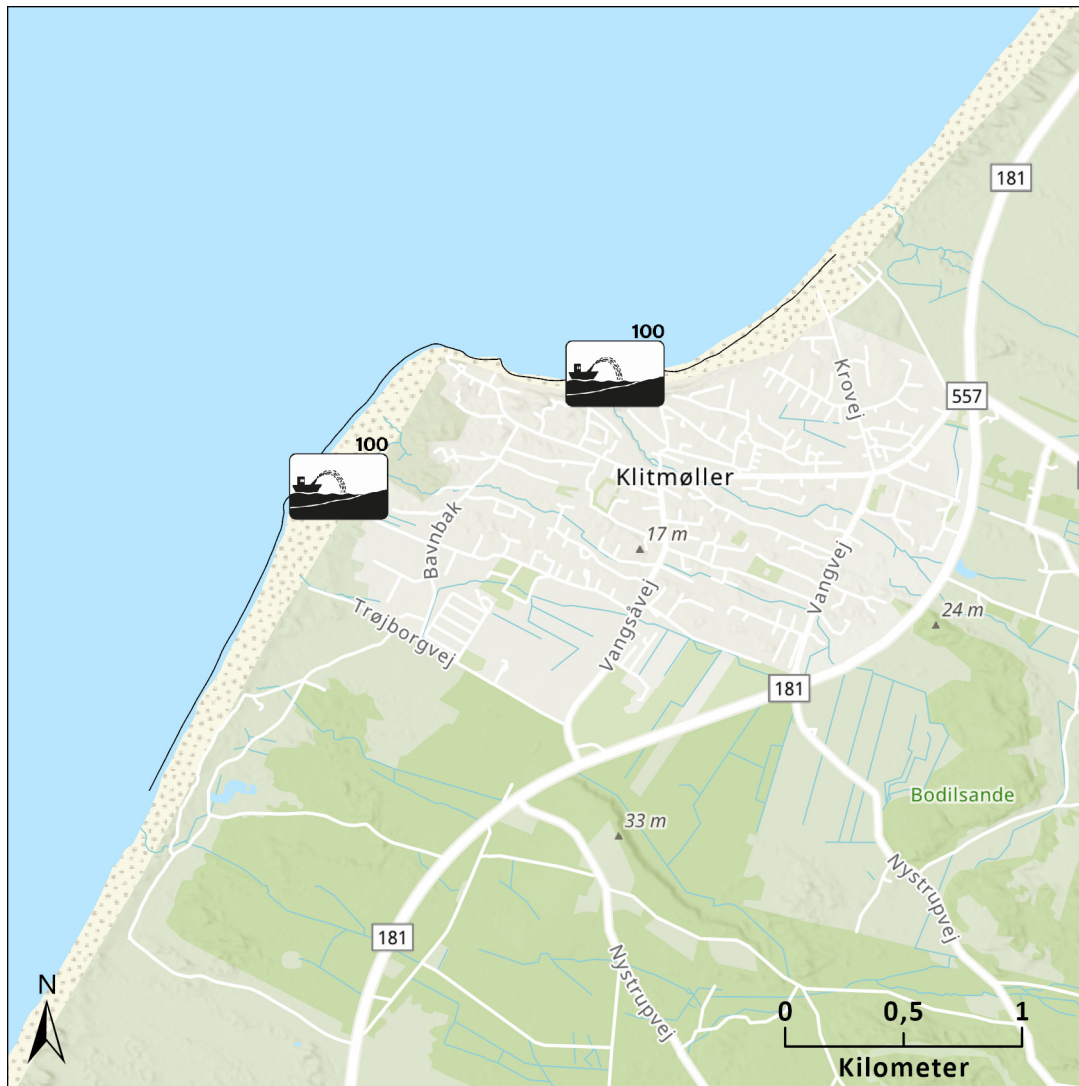 181
100
Krovej
557
100
Klitmøller
17 m
Bavnbak
Vangvej
Trøjborgvej
Vangsåvej
24 m
181
Bodilsande
33 m
Nystrupvej
181
Nystrupvej
N
0 0,5 1
Kilometer